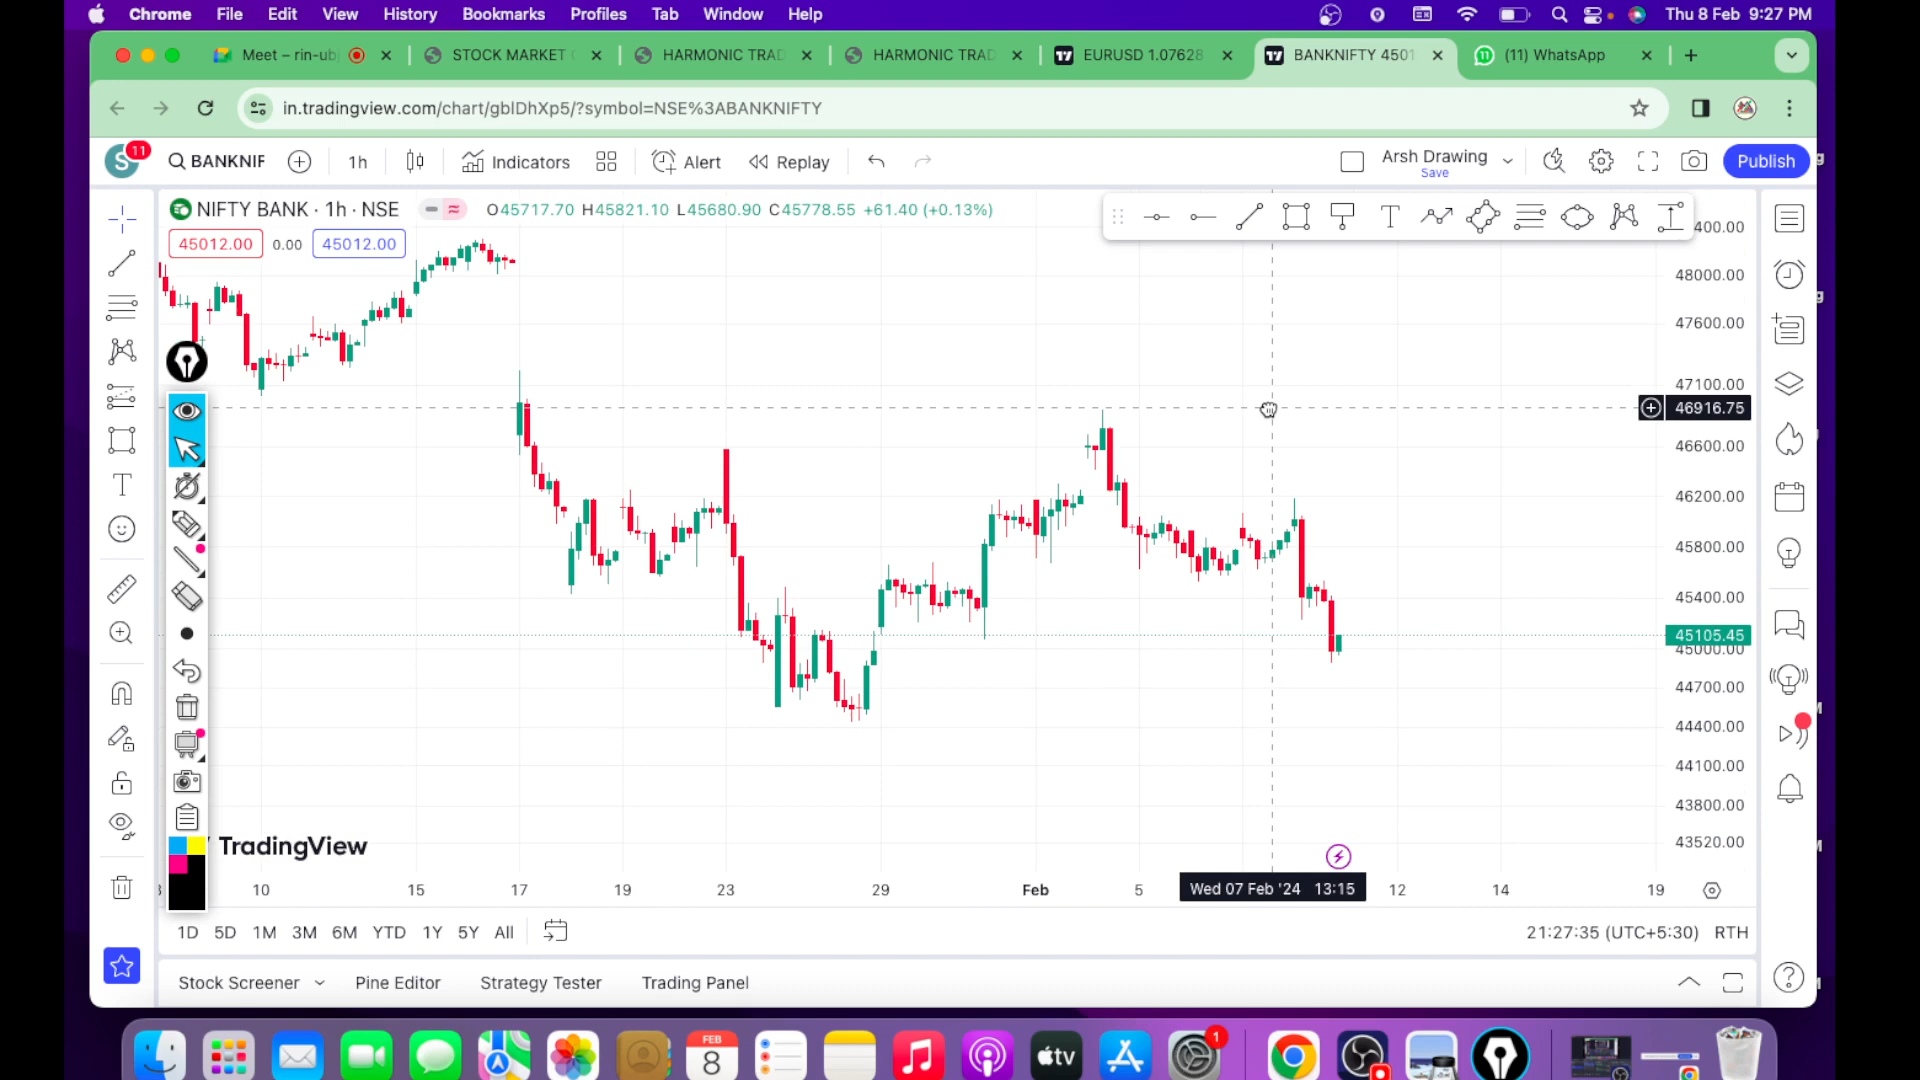 Chrome File Edit View History Bookmarks Profiles Tab Window Help Thu 8 Feb 9:27 PM
Meet – rin-ub STOCK MARKET HARMONIC TRAD HARMONIC TRAD EURUSD 1.07628 BANKNIFTY 4501 (11) WhatsApp
in.tradingview.com/chart/gblDhXp5/?symbol=NSE%3ABANKNIFTY
S 11 BANKNIF 1h Indicators Alert Replay Arsh Drawing Save Publish
NIFTY BANK · 1h · NSE O45717.70 H45821.10 L45680.90 C45778.55 +61.40 (+0.13%)
45012.00 0.00 45012.00
400.00
48000.00
47600.00
47100.00
46916.75
46600.00
46200.00
45800.00
45400.00
45105.45
45000.00
44700.00
44400.00
44100.00
43800.00
43520.00
TradingView
10 15 17 19 23 29 Feb 5 Wed 07 Feb '24 13:15 12 14 19
1D 5D 1M 3M 6M YTD 1Y 5Y All 21:27:35 (UTC+5:30) RTH
Stock Screener Pine Editor Strategy Tester Trading Panel
FEB
8
tv
1